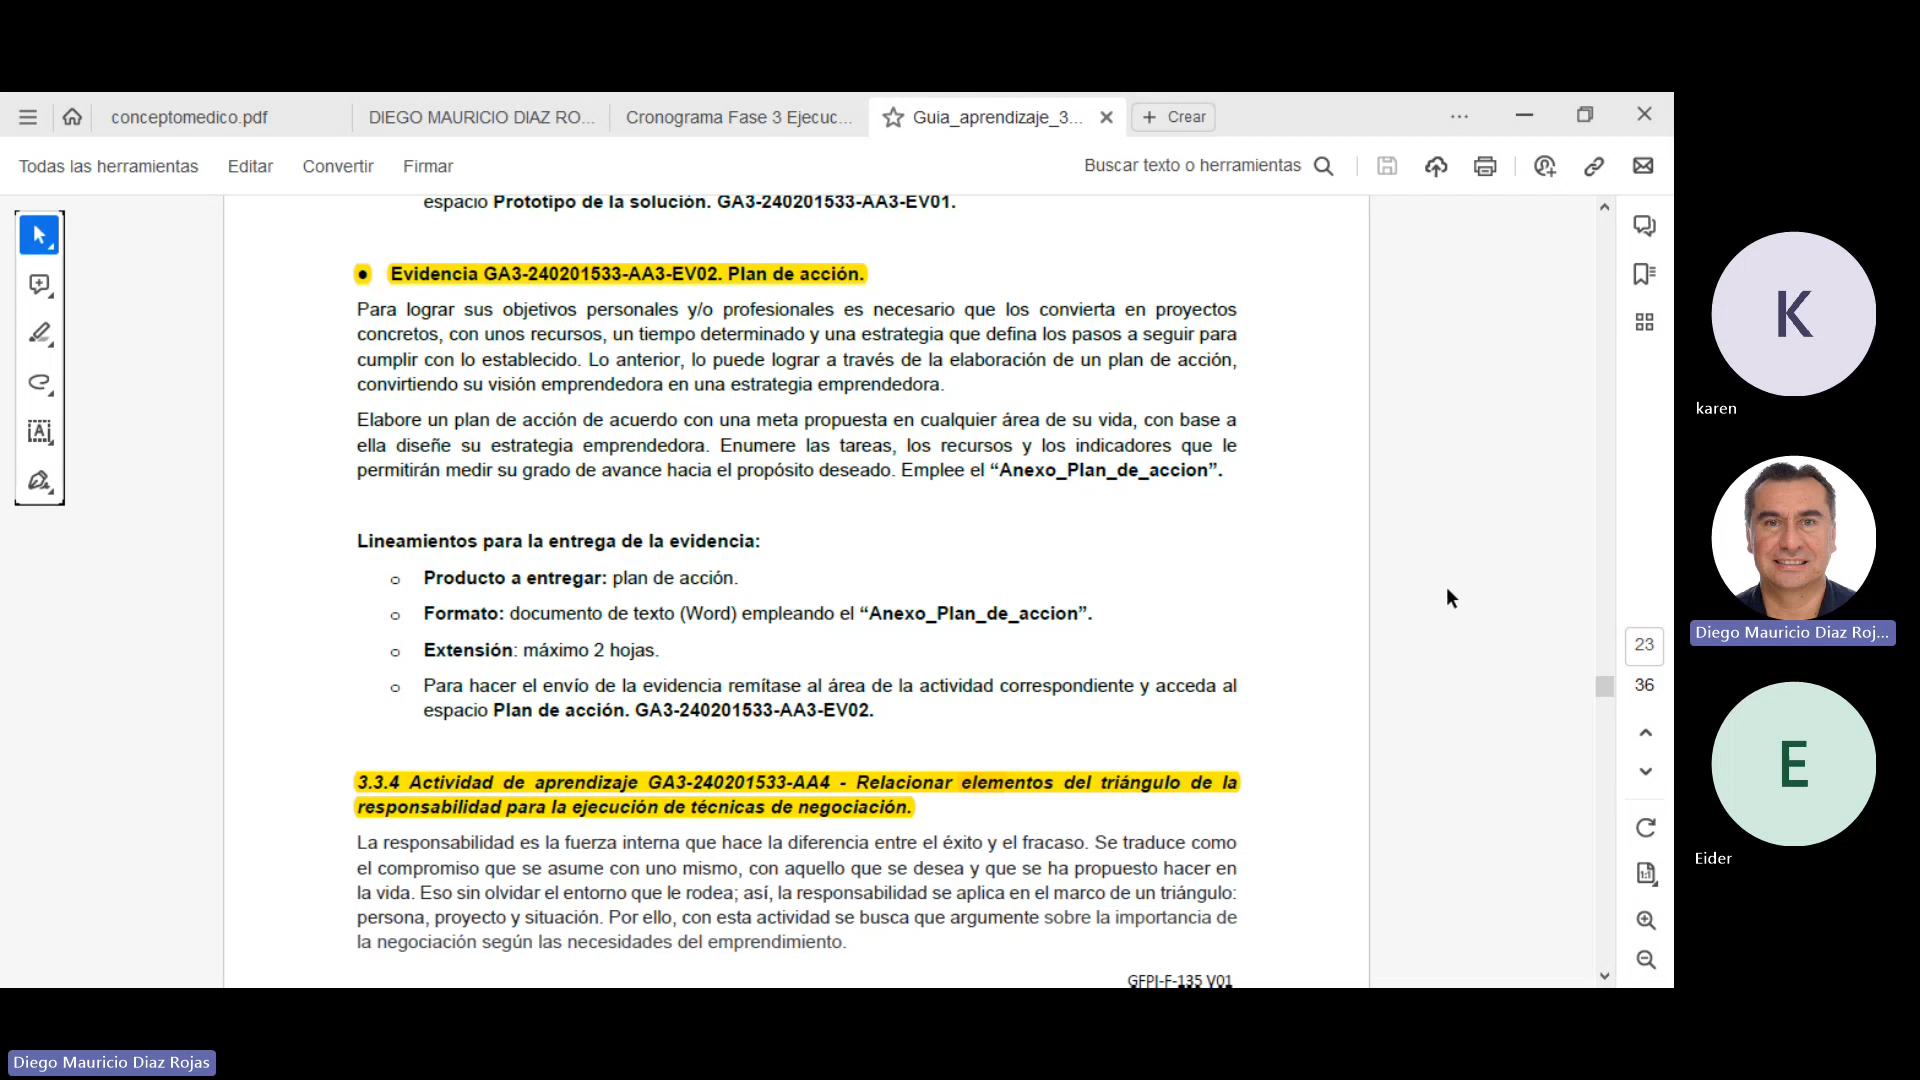 conceptomedico.pdf
DIEGO MAURICIO DIAZ RO...
Cronograma Fase 3 Ejecuc...
Guia_aprendizaje_3...
Crear
Todas las herramientas
Editar
Convertir
Firmar
Buscar texto o herramientas
espacio Prototipo de la solución. GA3-240201533-AA3-EV01.
● Evidencia GA3-240201533-AA3-EV02. Plan de acción.
Para lograr sus objetivos personales y/o profesionales es necesario que los convierta en proyectos
concretos, con unos recursos, un tiempo determinado y una estrategia que defina los pasos a seguir para
cumplir con lo establecido. Lo anterior, lo puede lograr a través de la elaboración de un plan de acción,
convirtiendo su visión emprendedora en una estrategia emprendedora.
Elabore un plan de acción de acuerdo con una meta propuesta en cualquier área de su vida, con base a
ella diseñe su estrategia emprendedora. Enumere las tareas, los recursos y los indicadores que le
permitirán medir su grado de avance hacia el propósito deseado. Emplee el “Anexo_Plan_de_accion”.
Lineamientos para la entrega de la evidencia:
o Producto a entregar: plan de acción.
o Formato: documento de texto (Word) empleando el “Anexo_Plan_de_accion”.
o Extensión: máximo 2 hojas.
o Para hacer el envío de la evidencia remítase al área de la actividad correspondiente y acceda al
espacio Plan de acción. GA3-240201533-AA3-EV02.
3.3.4 Actividad de aprendizaje GA3-240201533-AA4 - Relacionar elementos del triángulo de la
responsabilidad para la ejecución de técnicas de negociación.
La responsabilidad es la fuerza interna que hace la diferencia entre el éxito y el fracaso. Se traduce como
el compromiso que se asume con uno mismo, con aquello que se desea y que se ha propuesto hacer en
la vida. Eso sin olvidar el entorno que le rodea; así, la responsabilidad se aplica en el marco de un triángulo:
persona, proyecto y situación. Por ello, con esta actividad se busca que argumente sobre la importancia de
la negociación según las necesidades del emprendimiento.
GFPI-F-135 V01
23
36
K
karen
Diego Mauricio Diaz Roj...
E
Eider
Diego Mauricio Diaz Rojas